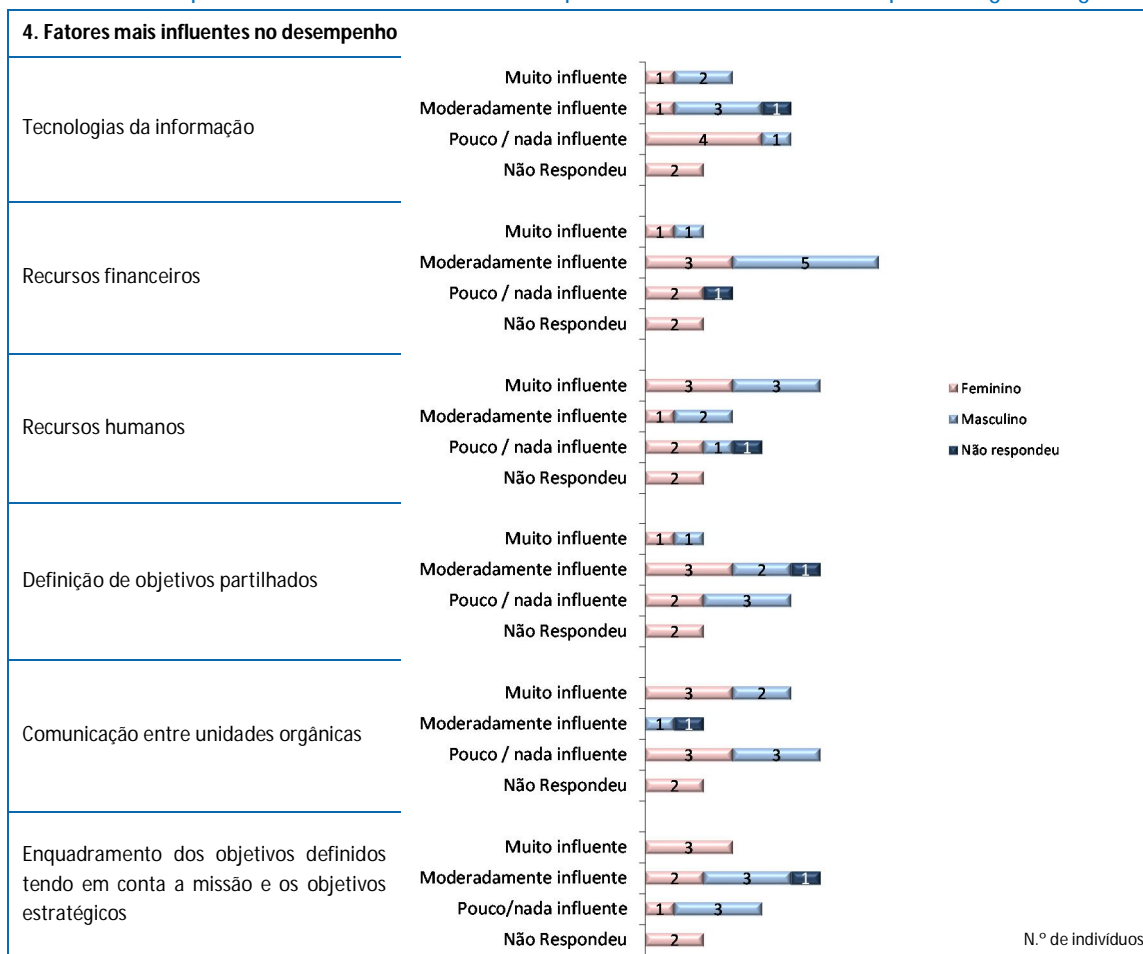 4. Fatores mais influentes no desempenho
Tecnologias da informação
Muito influente 1 2
Moderadamente influente 1 3 1
Pouco / nada influente 4 1
Não Respondeu 2
Recursos financeiros
Muito influente 1 1
Moderadamente influente 3 5
Pouco / nada influente 2 1
Não Respondeu 2
Recursos humanos
Muito influente 3 3
Moderadamente influente 1 2
Pouco / nada influente 2 1 1
Não Respondeu 2
Feminino
Masculino
Não respondeu
Definição de objetivos partilhados
Muito influente 1 1
Moderadamente influente 3 2 1
Pouco / nada influente 2 3
Não Respondeu 2
Comunicação entre unidades orgânicas
Muito influente 3 2
Moderadamente influente 1 1
Pouco / nada influente 3 3
Não Respondeu 2
Enquadramento dos objetivos definidos
tendo em conta a missão e os objetivos
estratégicos
Muito influente 3
Moderadamente influente 2 3 1
Pouco/nada influente 1 3
Não Respondeu 2
N.º de indivíduos